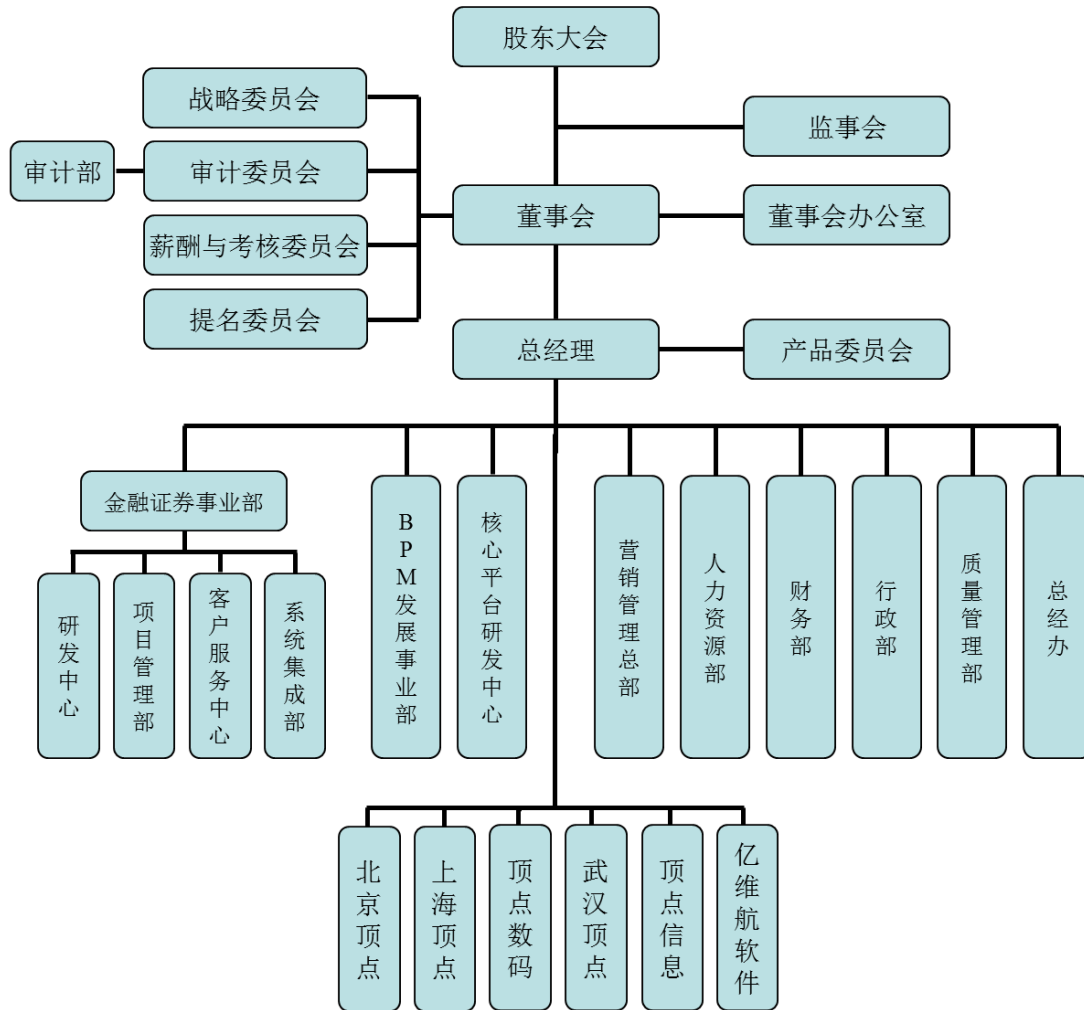 股东大会
战略委员会
监事会
审计部
审计委员会
董事会
董事会办公室
薪酬与考核委员会
提名委员会
总经理
产品委员会
金融证券事业部
BPM发展事业部
核心平台研发中心
营销管理总部
人力资源部
财务部
行政部
质量管理部
总经办
研发中心
项目管理部
客户服务中心
系统集成部
北京顶点
上海顶点
顶点数码
武汉顶点
顶点信息
亿维航软件